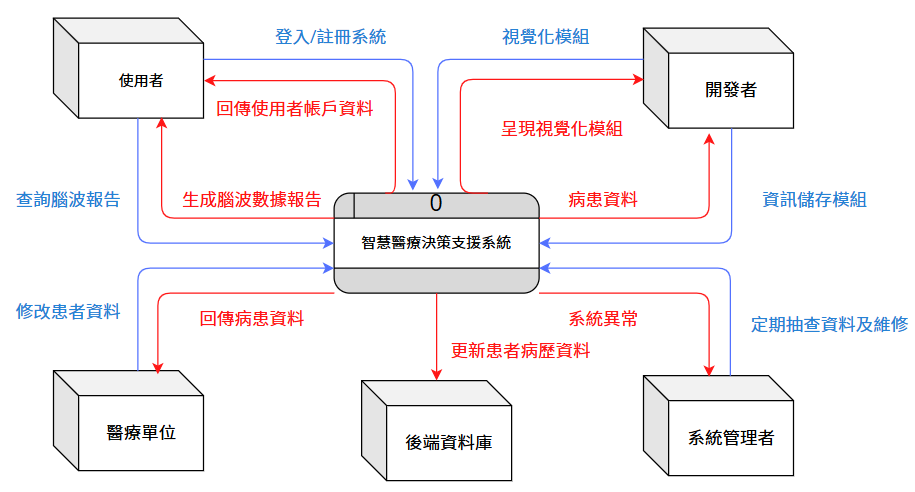 登入/註冊系統
視覺化模組
使用者
開發者
回傳使用者帳戶資料
呈現視覺化模組
查詢腦波報告
生成腦波數據報告
0
病患資料
資訊儲存模組
智慧醫療決策支援系統
修改患者資料
回傳病患資料
系統異常
定期抽查資料及維修
更新患者病歷資料
醫療單位
後端資料庫
系統管理者